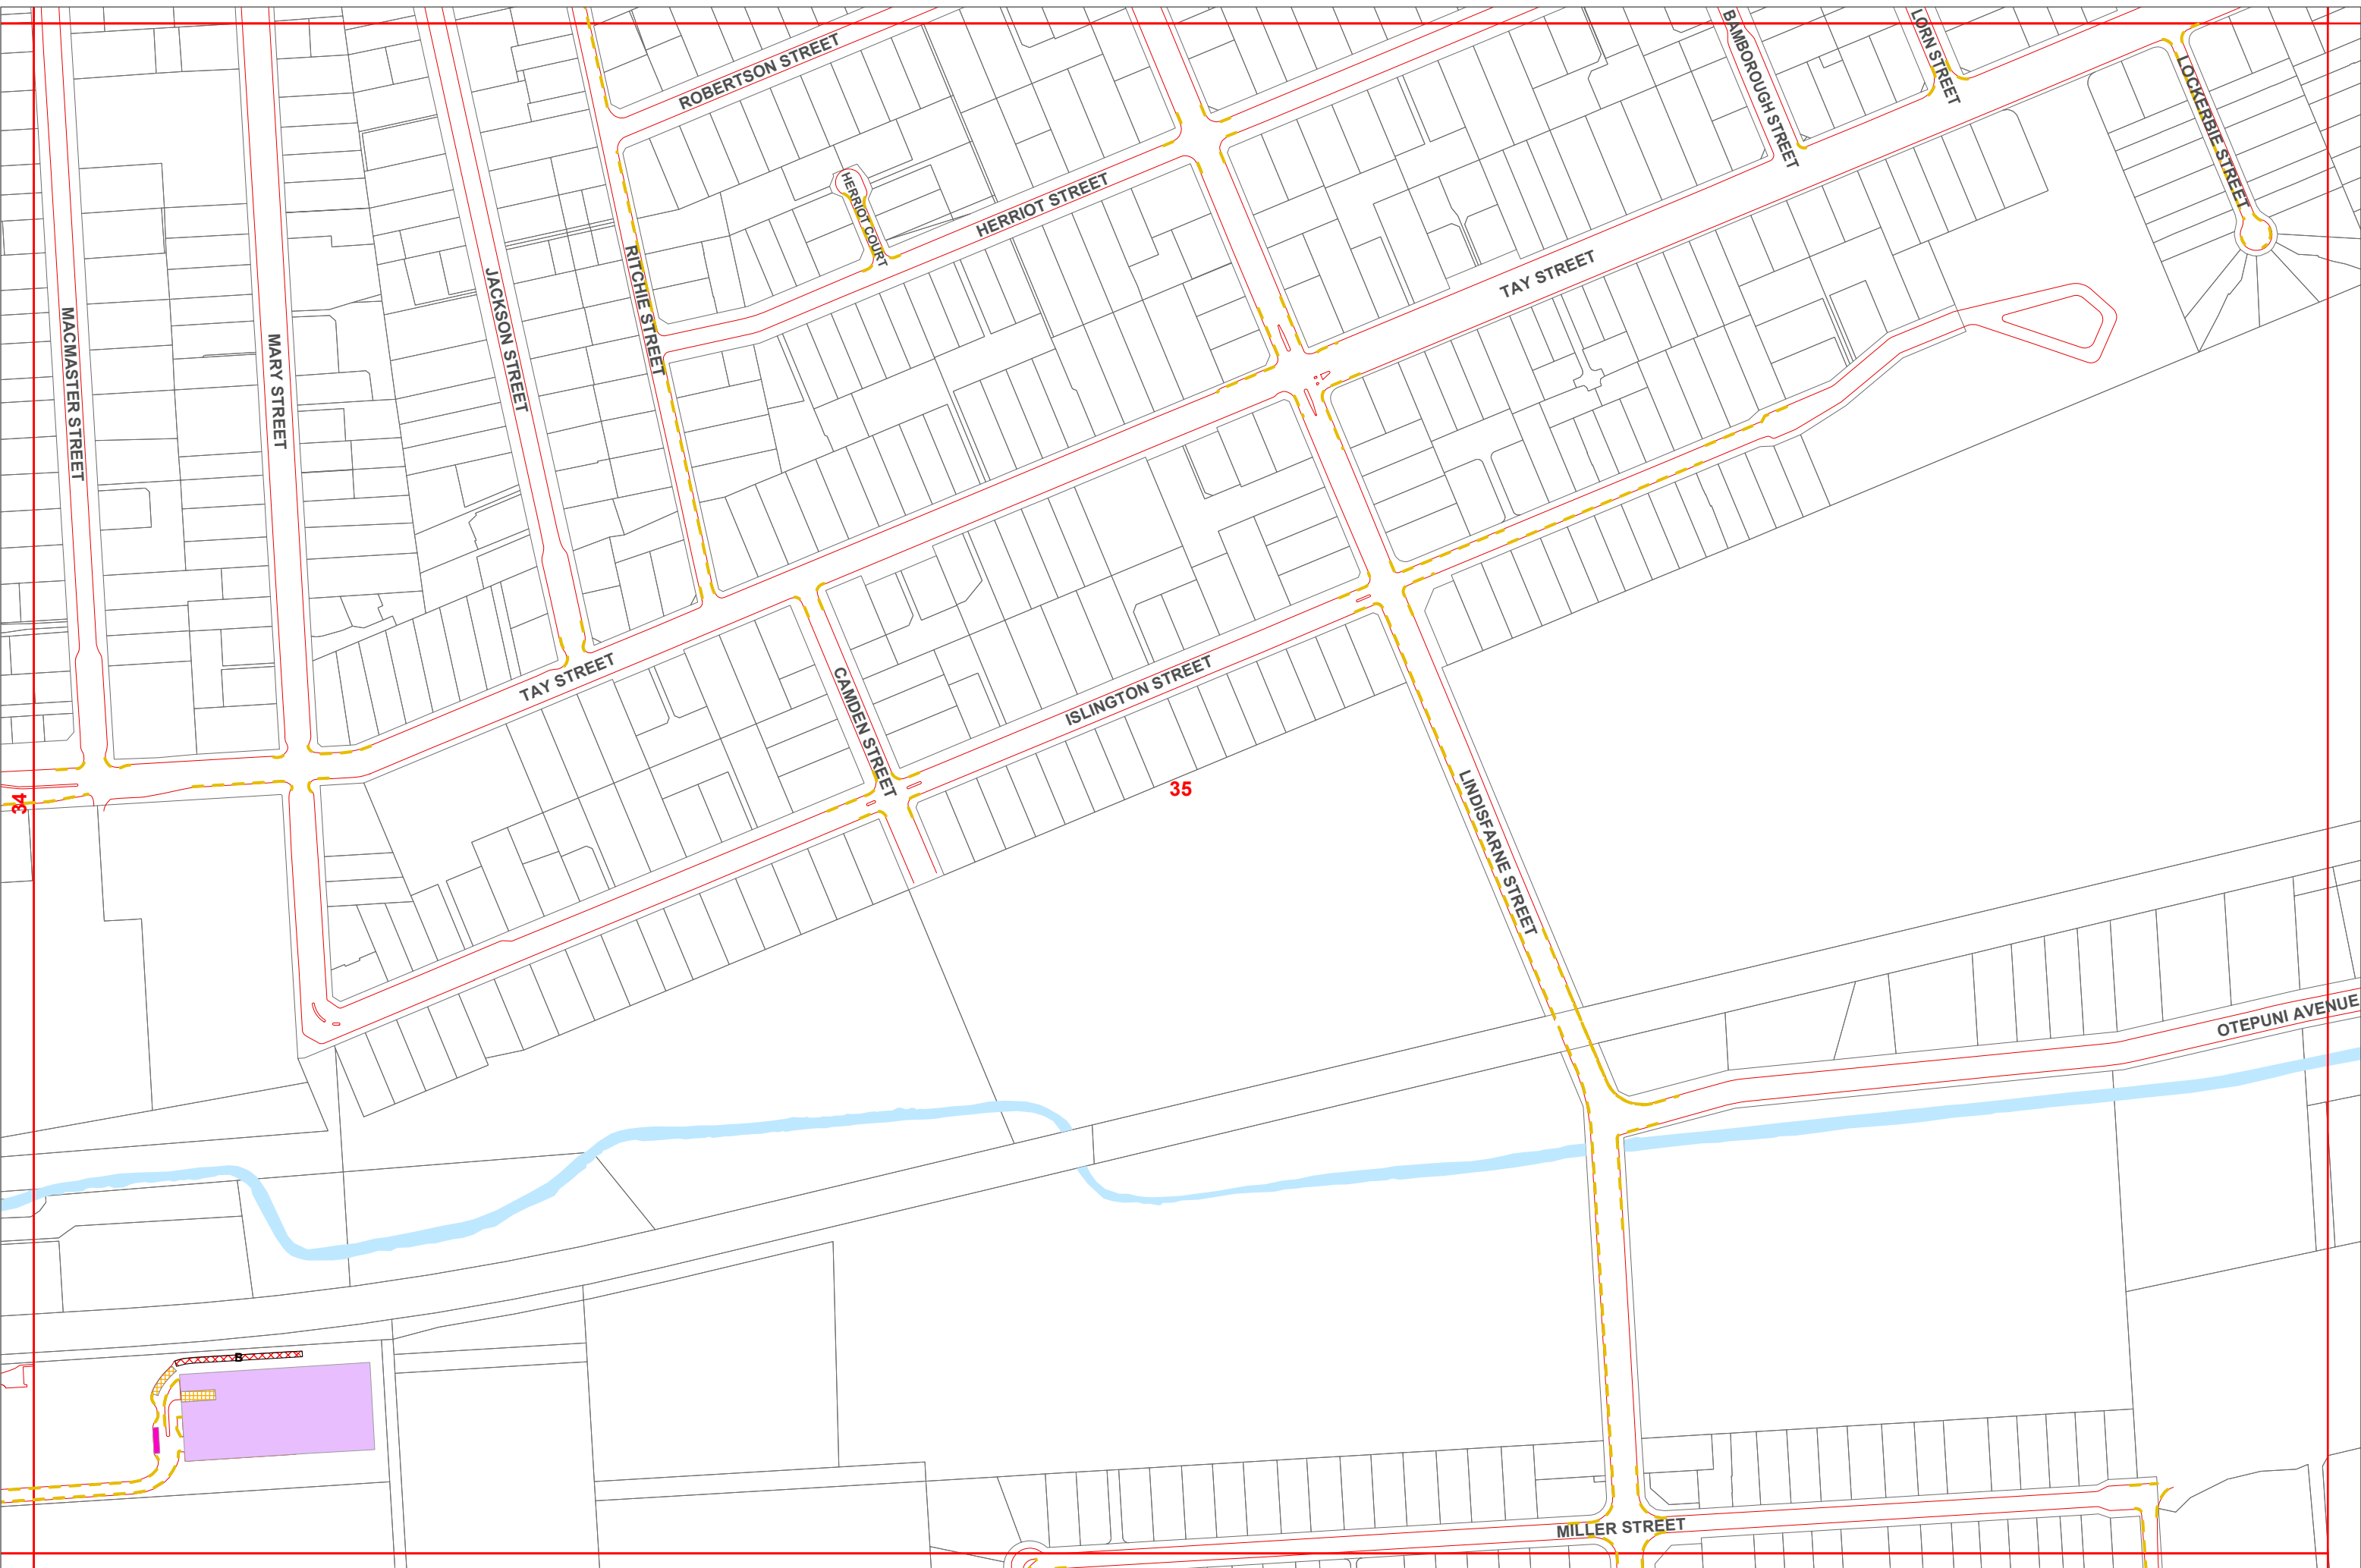 ROBERTSON STREET
BAMBOROUGH STREET
LORN STREET
LOCKERBIE STREET
HERRIOT COURT
HERRIOT STREET
RITCHIE STREET
JACKSON STREET
MACMASTER STREET
MARY STREET
TAY STREET
TAY STREET
CAMDEN STREET
ISLINGTON STREET
34
35
LINDISFARNE STREET
OTEPUNI AVENUE
B
MILLER STREET